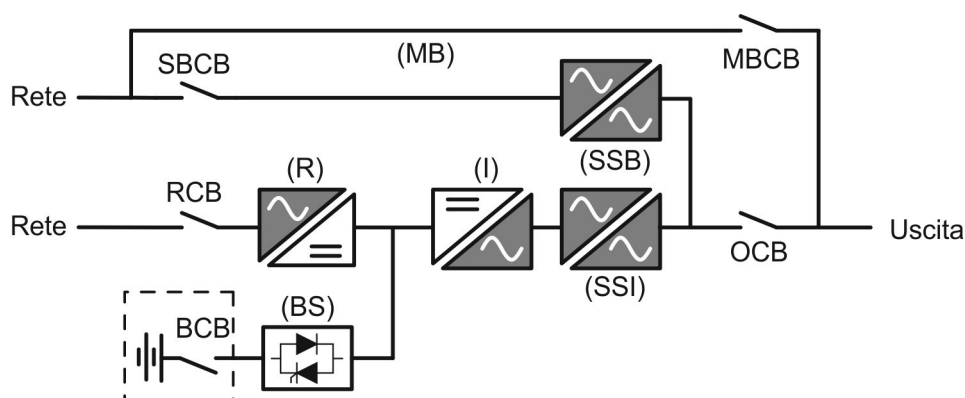 (MB)
MBCB
SBCB
Rete
(SSB)
(R)
(I)
RCB
Rete
Uscita
OCB
(SSI)
(BS)
BCB